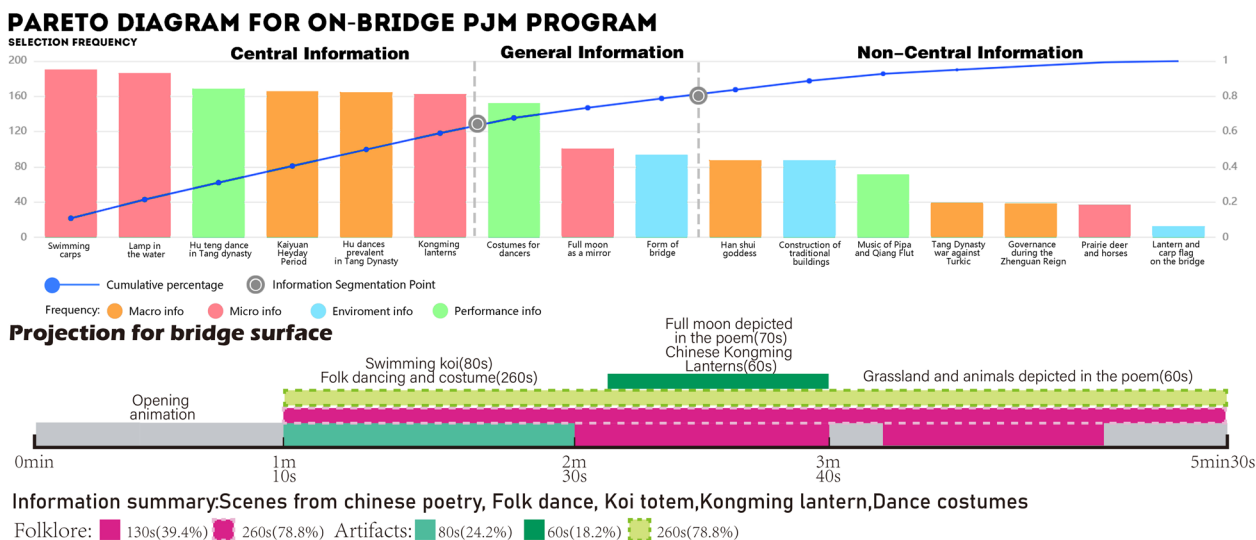 PARETO DIAGRAM FOR ON-BRIDGE PJM PROGRAM
SELECTION FREQUENCY
Central Information
General Information
Non-Central Information
200
160
120
80
40
0
1
0.8
0.6
0.4
0.2
0
Swimming
carps
Lamp in
the water
Hu teng dance
in Tang dynasty
Kaiyuan
Heyday
Period
Hu dances
prevalent
in Tang Dynasty
Kongming
lanterns
Costumes for
dancers
Full moon
as a mirror
Form of
bridge
Han shui
goddess
Construction of
traditional
buildings
Music of Pipa
and Qiang Flut
Tang Dynasty
war against
Turkic
Governance
during the
Zhenguan Reign
Prairie deer
and horses
Lantern and
carp flag
on the bridge
Cumulative percentage
Information Segmentation Point
Frequency:
Macro info
Micro info
Enviroment info
Performance info
Projection for bridge surface
Opening
animation
Swimming koi(80s)
Folk dancing and costume(260s)
Full moon depicted
in the poem(70s)
Chinese Kongming
Lanterns(60s)
Grassland and animals depicted in the poem(60s)
0min
1m
10s
2m
30s
3m
40s
5min30s
Information summary:Scenes from chinese poetry, Folk dance, Koi totem,Kongming lantern,Dance costumes
Folklore: 130s(39.4%) 260s(78.8%) Artifacts: 80s(24.2%) 60s(18.2%) 260s(78.8%)